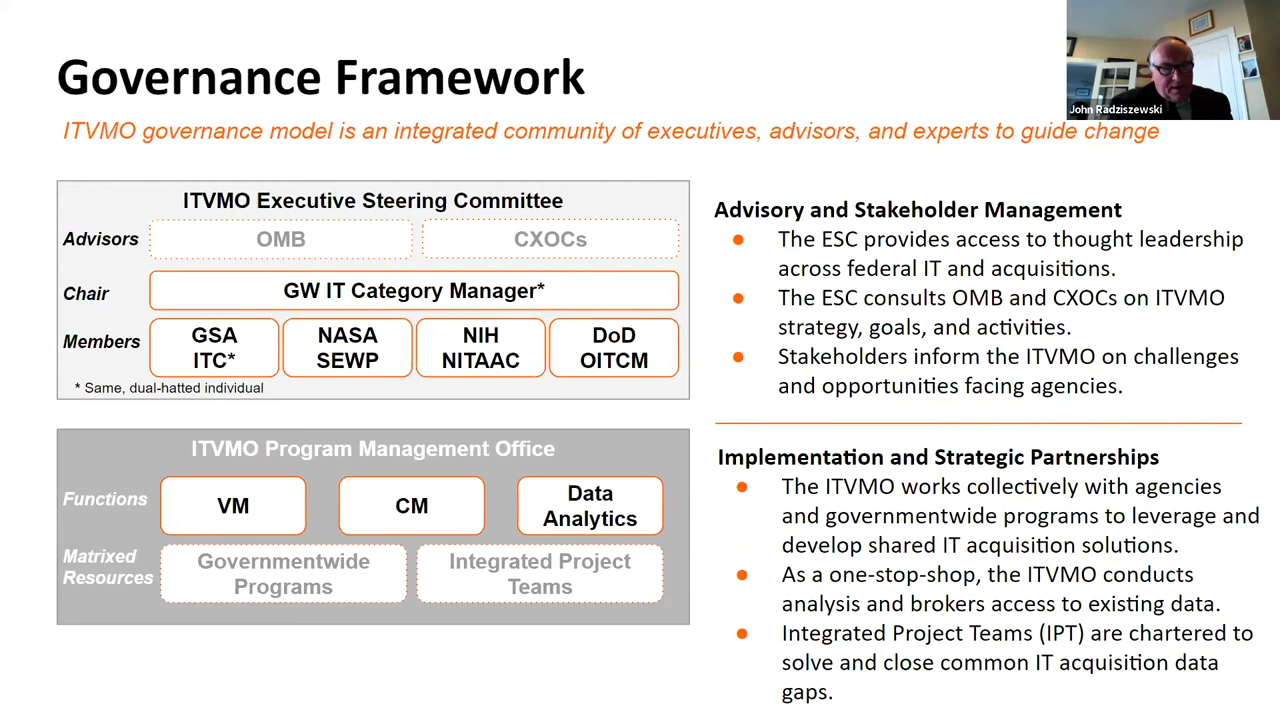 Governance Framework
John Radziszewski
ITVMO governance model is an integrated community of executives, advisors, and experts to guide change
ITVMO Executive Steering Committee
Advisors
OMB
CXOCs
Chair
GW IT Category Manager*
Members
GSA
ITC*
NASA
SEWP
NIH
NITAAC
DoD
OITCM
* Same, dual-hatted individual
ITVMO Program Management Office
Functions
VM
CM
Data
Analytics
Matrixed
Resources
Governmentwide
Programs
Integrated Project
Teams
Advisory and Stakeholder Management
● The ESC provides access to thought leadership
across federal IT and acquisitions.
● The ESC consults OMB and CXOCs on ITVMO
strategy, goals, and activities.
● Stakeholders inform the ITVMO on challenges
and opportunities facing agencies.
Implementation and Strategic Partnerships
● The ITVMO works collectively with agencies
and governmentwide programs to leverage and
develop shared IT acquisition solutions.
● As a one-stop-shop, the ITVMO conducts
analysis and brokers access to existing data.
● Integrated Project Teams (IPT) are chartered to
solve and close common IT acquisition data
gaps.